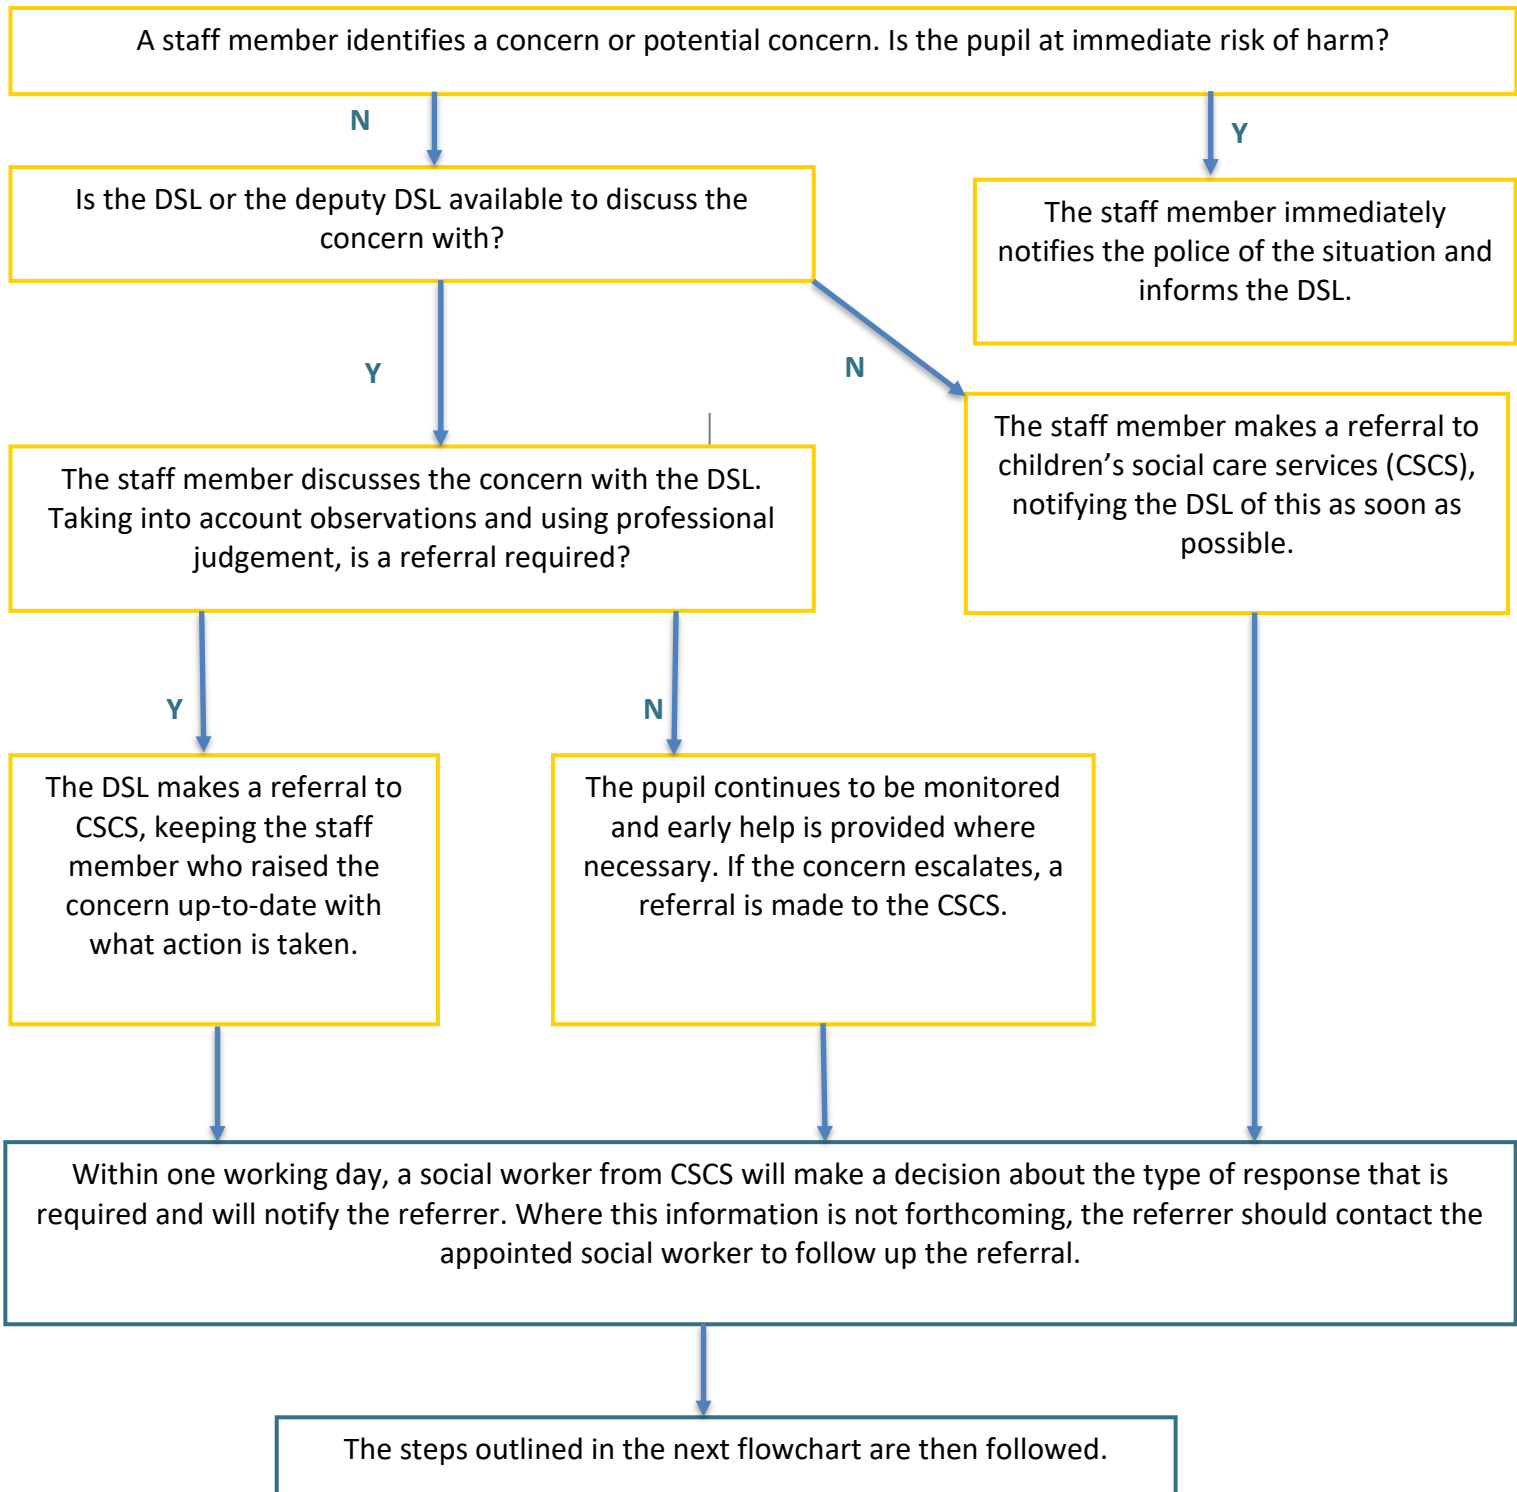 A staff member identifies a concern or potential concern. Is the pupil at immediate risk of harm?
N
Y
Is the DSL or the deputy DSL available to discuss the
concern with?
The staff member immediately
notifies the police of the situation and
informs the DSL.
Y
N
The staff member makes a referral to
children’s social care services (CSCS),
notifying the DSL of this as soon as
possible.
The staff member discusses the concern with the DSL.
Taking into account observations and using professional
judgement, is a referral required?
Y
N
The DSL makes a referral to
CSCS, keeping the staff
member who raised the
concern up-to-date with
what action is taken.
The pupil continues to be monitored
and early help is provided where
necessary. If the concern escalates, a
referral is made to the CSCS.
Within one working day, a social worker from CSCS will make a decision about the type of response that is
required and will notify the referrer. Where this information is not forthcoming, the referrer should contact the
appointed social worker to follow up the referral.
The steps outlined in the next flowchart are then followed.